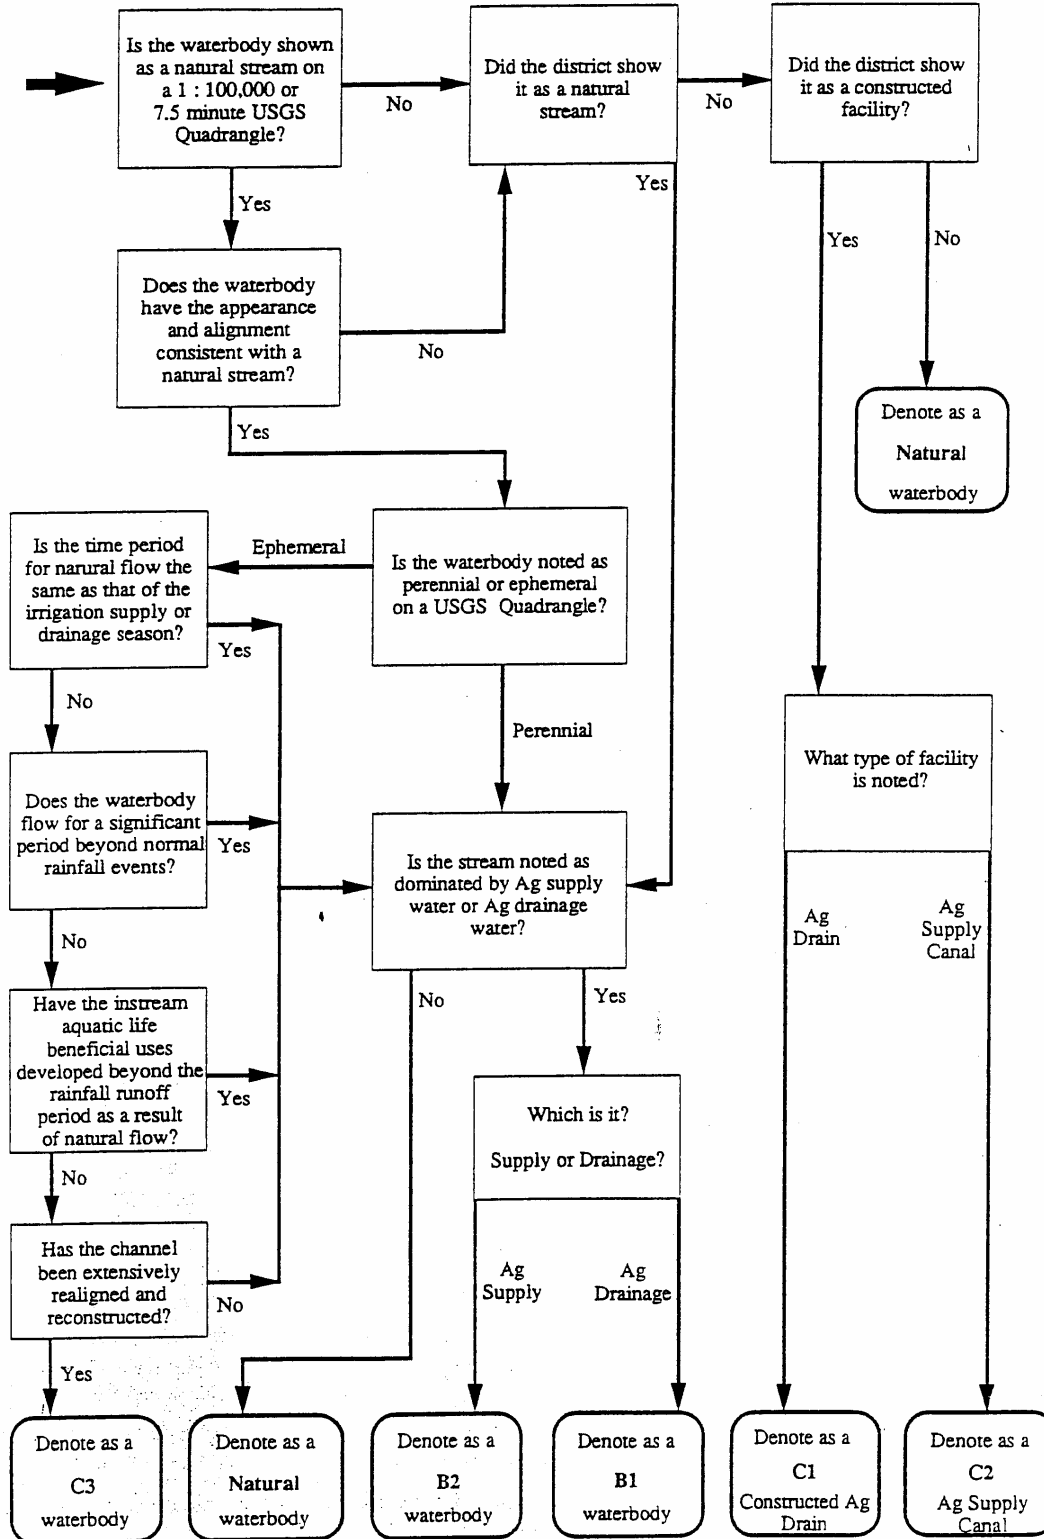 Is the waterbody shown
as a natural stream on
a 1 : 100,000 or
7.5 minute USGS
Quadrangle?
No
Did the district show
it as a natural
stream?
No
Did the district show
it as a constructed
facility?
Yes
Yes
Yes
No
Does the waterbody
have the appearance
and alignment
consistent with a
natural stream?
No
Yes
Denote as a
Natural
waterbody
Is the time period
for natural flow the
same as that of the
irrigation supply or
drainage season?
Ephemeral
Is the waterbody noted as
perennial or ephemeral
on a USGS Quadrangle?
Yes
No
Perennial
What type of facility
is noted?
Does the waterbody
flow for a significant
period beyond normal
rainfall events?
Yes
Is the stream noted as
dominated by Ag supply
water or Ag drainage
water?
Ag
Drain
Ag
Supply
Canal
No
No
Yes
Have the instream
aquatic life
beneficial uses
developed beyond the
rainfall runoff
period as a result
of natural flow?
Yes
Which is it?
Supply or Drainage?
No
Has the channel
been extensively
realigned and
reconstructed?
No
Ag
Supply
Ag
Drainage
Yes
Denote as a
C3
waterbody
Denote as a
Natural
waterbody
Denote as a
B2
waterbody
Denote as a
B1
waterbody
Denote as a
C1
Constructed Ag
Drain
Denote as a
C2
Ag Supply
Canal